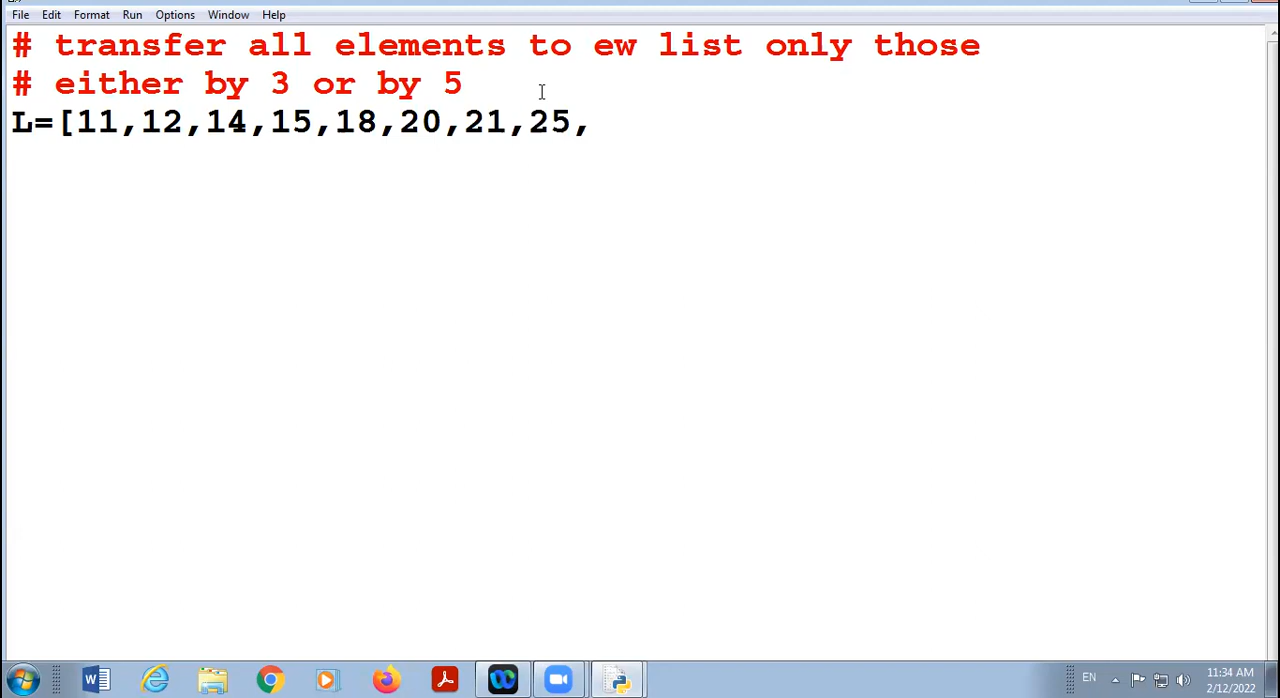 File Edit Format Run Options Window Help
# transfer all elements to ew list only those
# either by 3 or by 5
L=[11,12,14,15,18,20,21,25,
W
EN 11:34 AM
2/12/2022